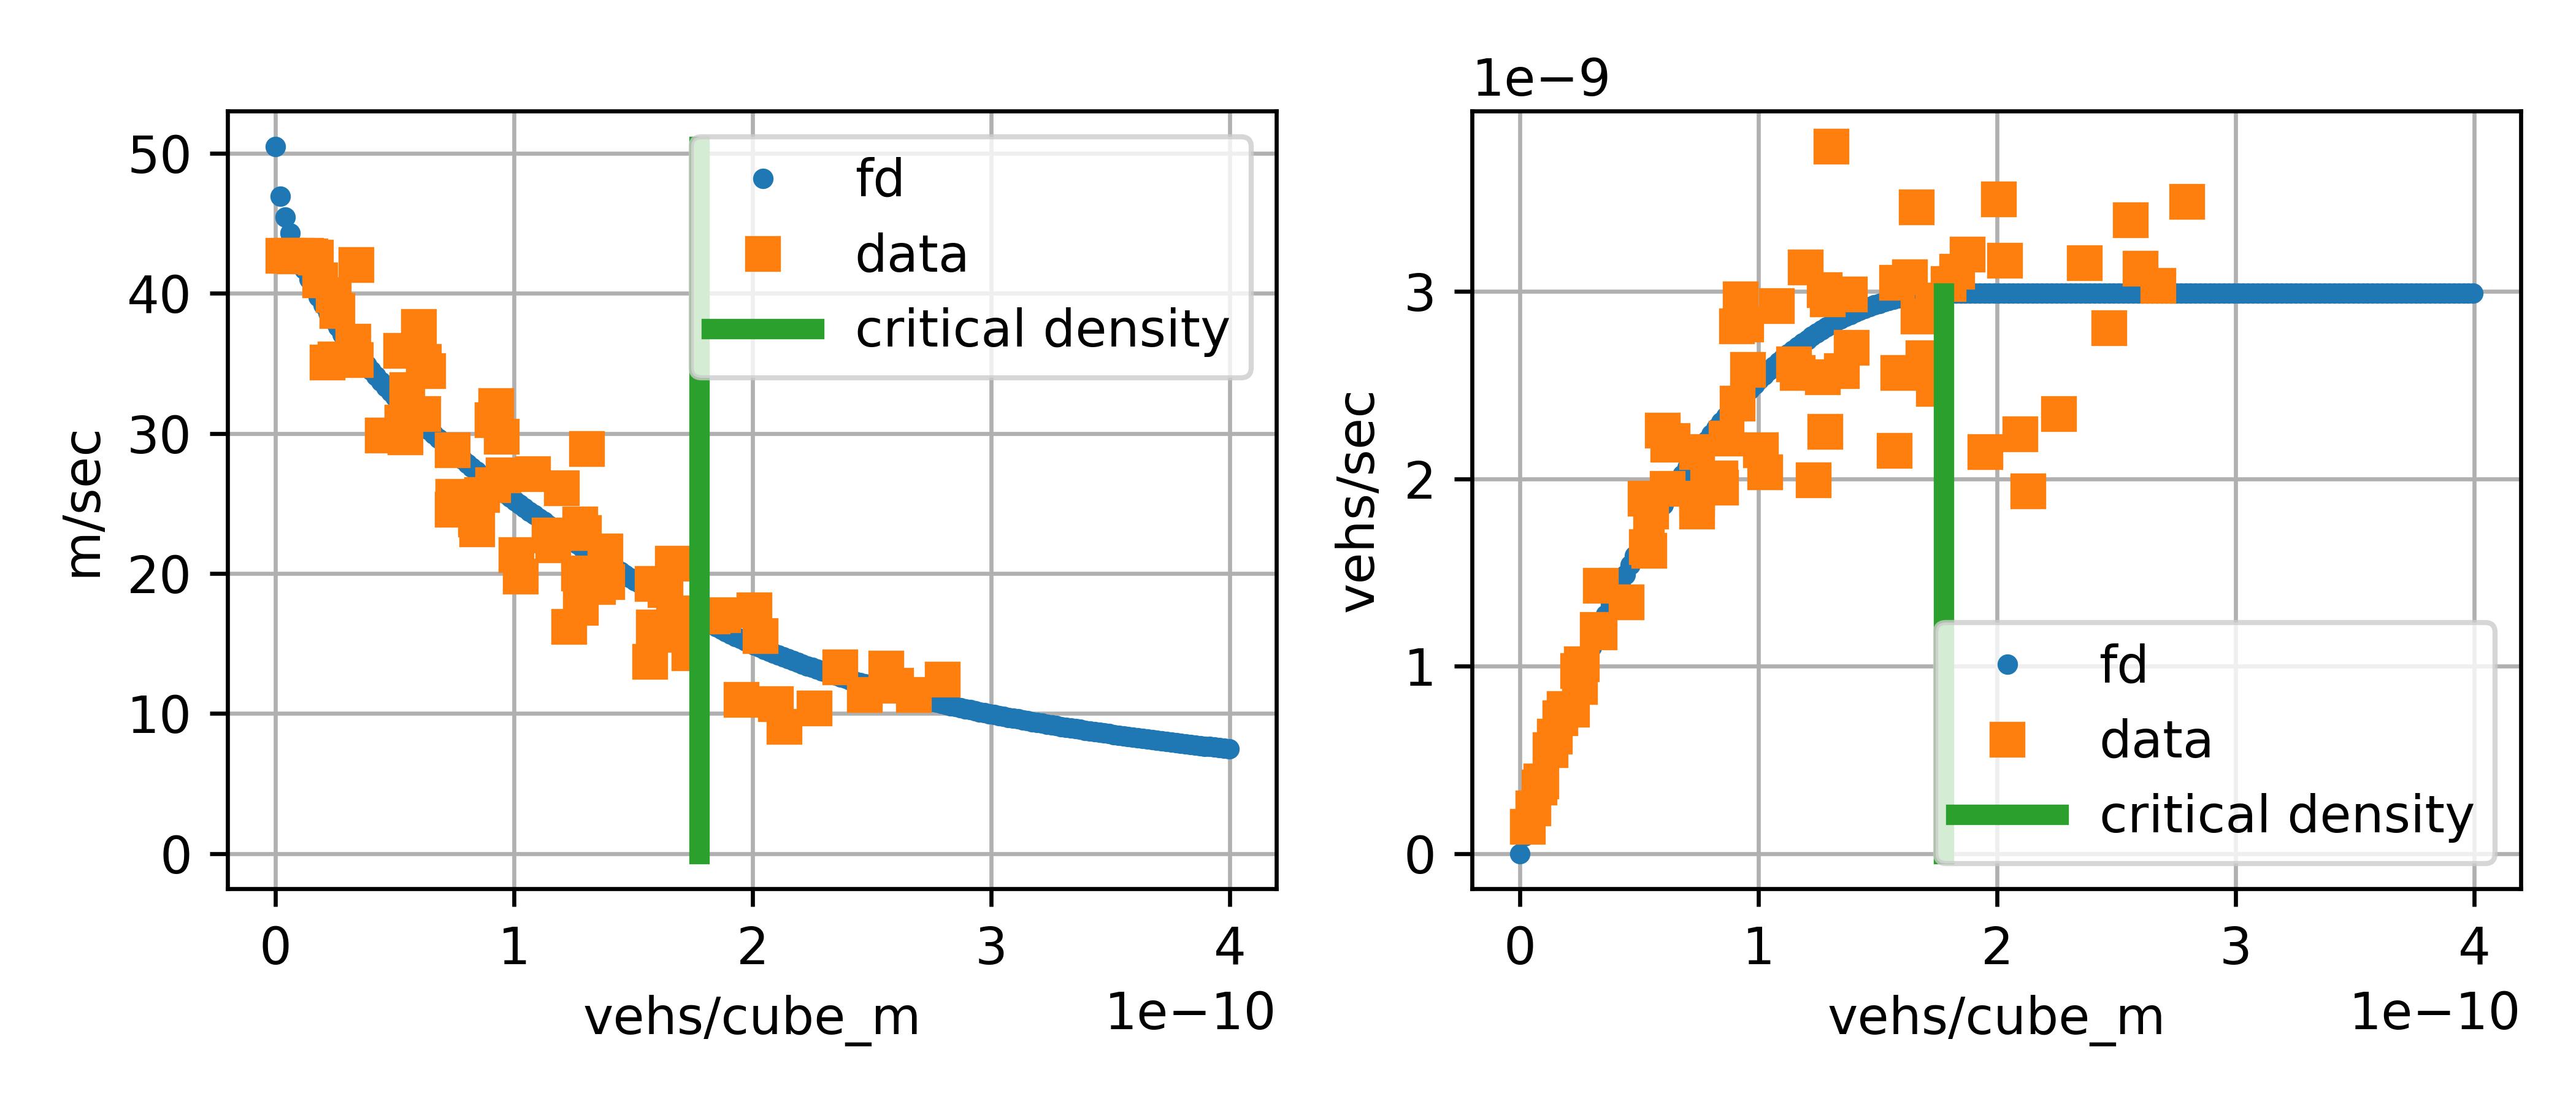 50
40
30
20
10
0
m/sec
fd
data
critical density
0 1 2 3 4
vehs/cube_m
1e−10
1e−9
3
2
1
0
vehs/sec
fd
data
critical density
0 1 2 3 4
vehs/cube_m
1e−10